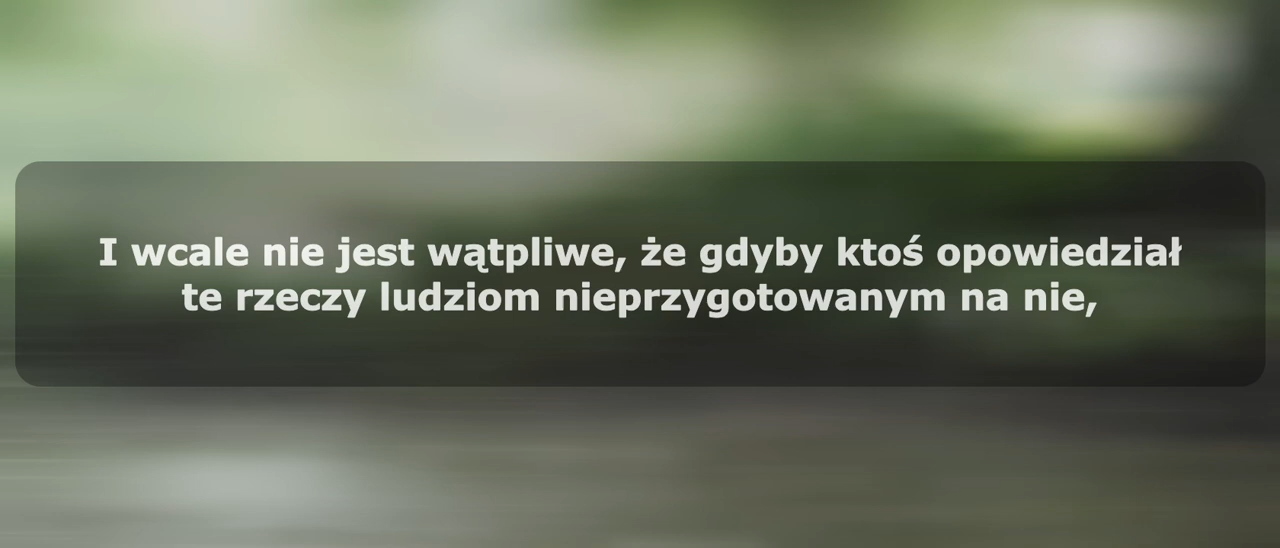 I wcale nie jest wątpliwe, że gdyby ktoś opowiedział
te rzeczy ludziom nieprzygotowanym na nie,